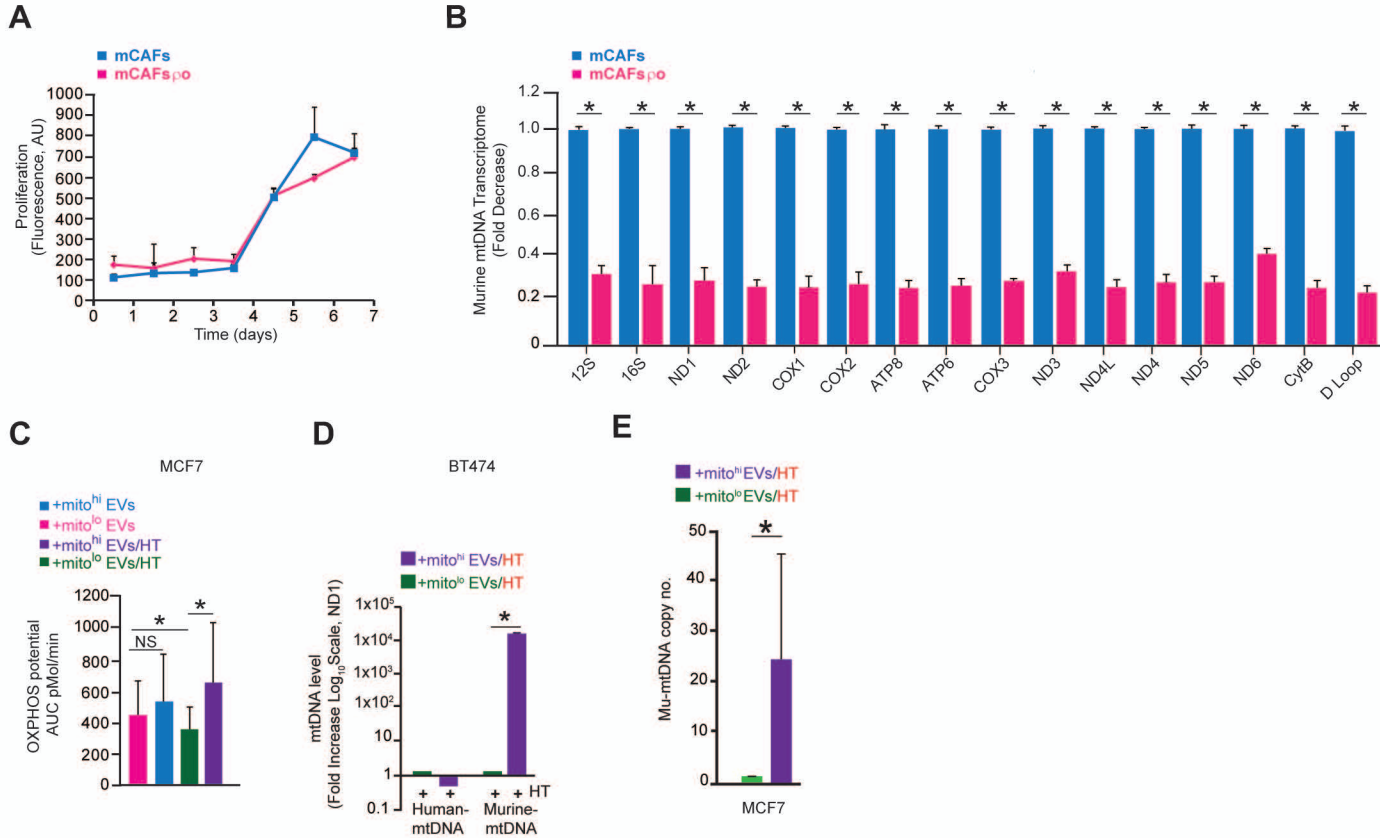 A
mCAFs
mCAFsρo
Proliferation
(Fluorescence, AU)
1000
900
800
700
600
500
400
300
200
100
0
0 1 2 3 4 5 6 7
Time (days)
B
mCAFs
mCAFsρo
Murine mtDNA Transcriptome
(Fold Decrease)
1.2
1.0
0.8
0.6
0.4
0.2
0
* * * * * * * * * * * * * * * *
12S 16S ND1 ND2 COX1 COX2 ATP8 ATP6 COX3 ND3 ND4L ND4 ND5 ND6 CytB D Loop
C
MCF7
+mito^hi EVs
+mito^lo EVs
+mito^hi EVs/HT
+mito^lo EVs/HT
OXPHOS potential
AUC pMol/min
1200
1000
800
600
400
200
0
* *
NS
D
BT474
+mito^hi EVs/HT
+mito^lo EVs/HT
mtDNA level
(Fold Increase Log10Scale, ND1)
1x10^5
1x10^4
1x10^3
1x10^2
10
1
0.1
*
+ + + + HT
Human-mtDNA
Murine-mtDNA
E
+mito^hi EVs/HT
+mito^lo EVs/HT
Mu-mtDNA copy no.
50
40
30
20
10
0
*
MCF7